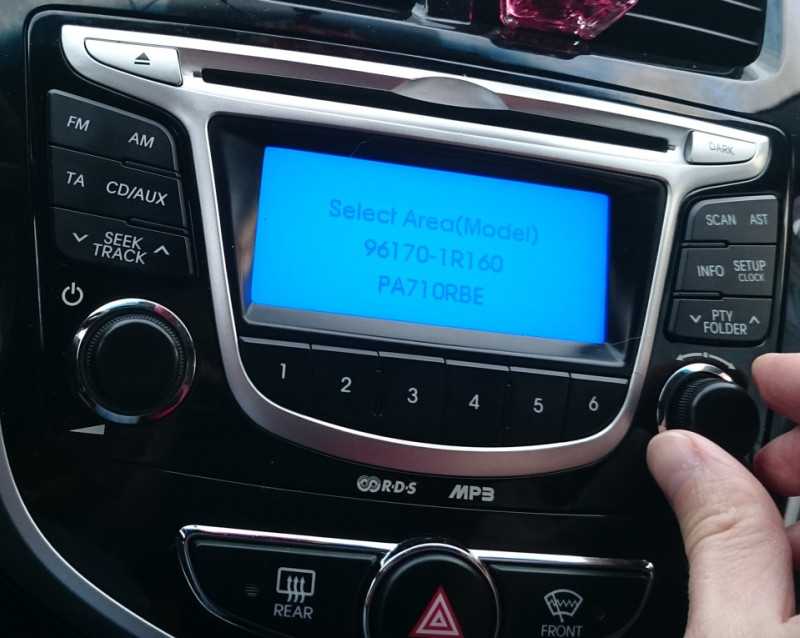 FM
AM
TA
CD/AUX
SEEK
TRACK
DARK
SCAN
AST
INFO
SETUP
CLOCK
PTY
FOLDER
Select Area(Model)
96170-1R160
PA710RBE
1
2
3
4
5
6
R·D·S
MP3
REAR
FRONT